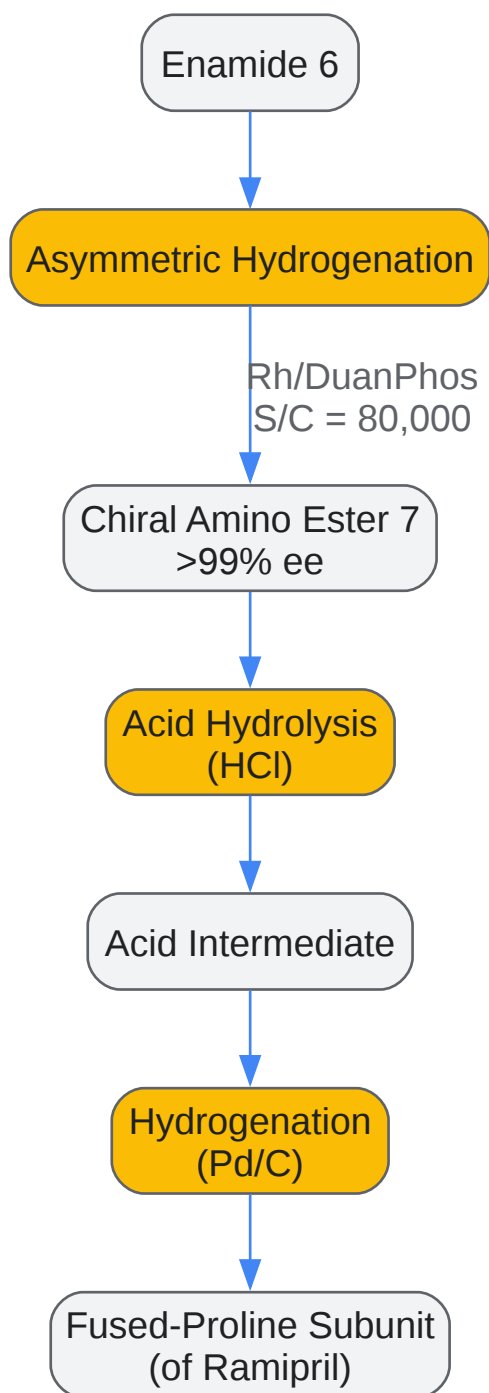 Enamide 6
Asymmetric Hydrogenation
Rh/DuanPhos
S/C = 80,000
Chiral Amino Ester 7
>99% ee
Acid Hydrolysis
(HCl)
Acid Intermediate
Hydrogenation
(Pd/C)
Fused-Proline Subunit
(of Ramipril)